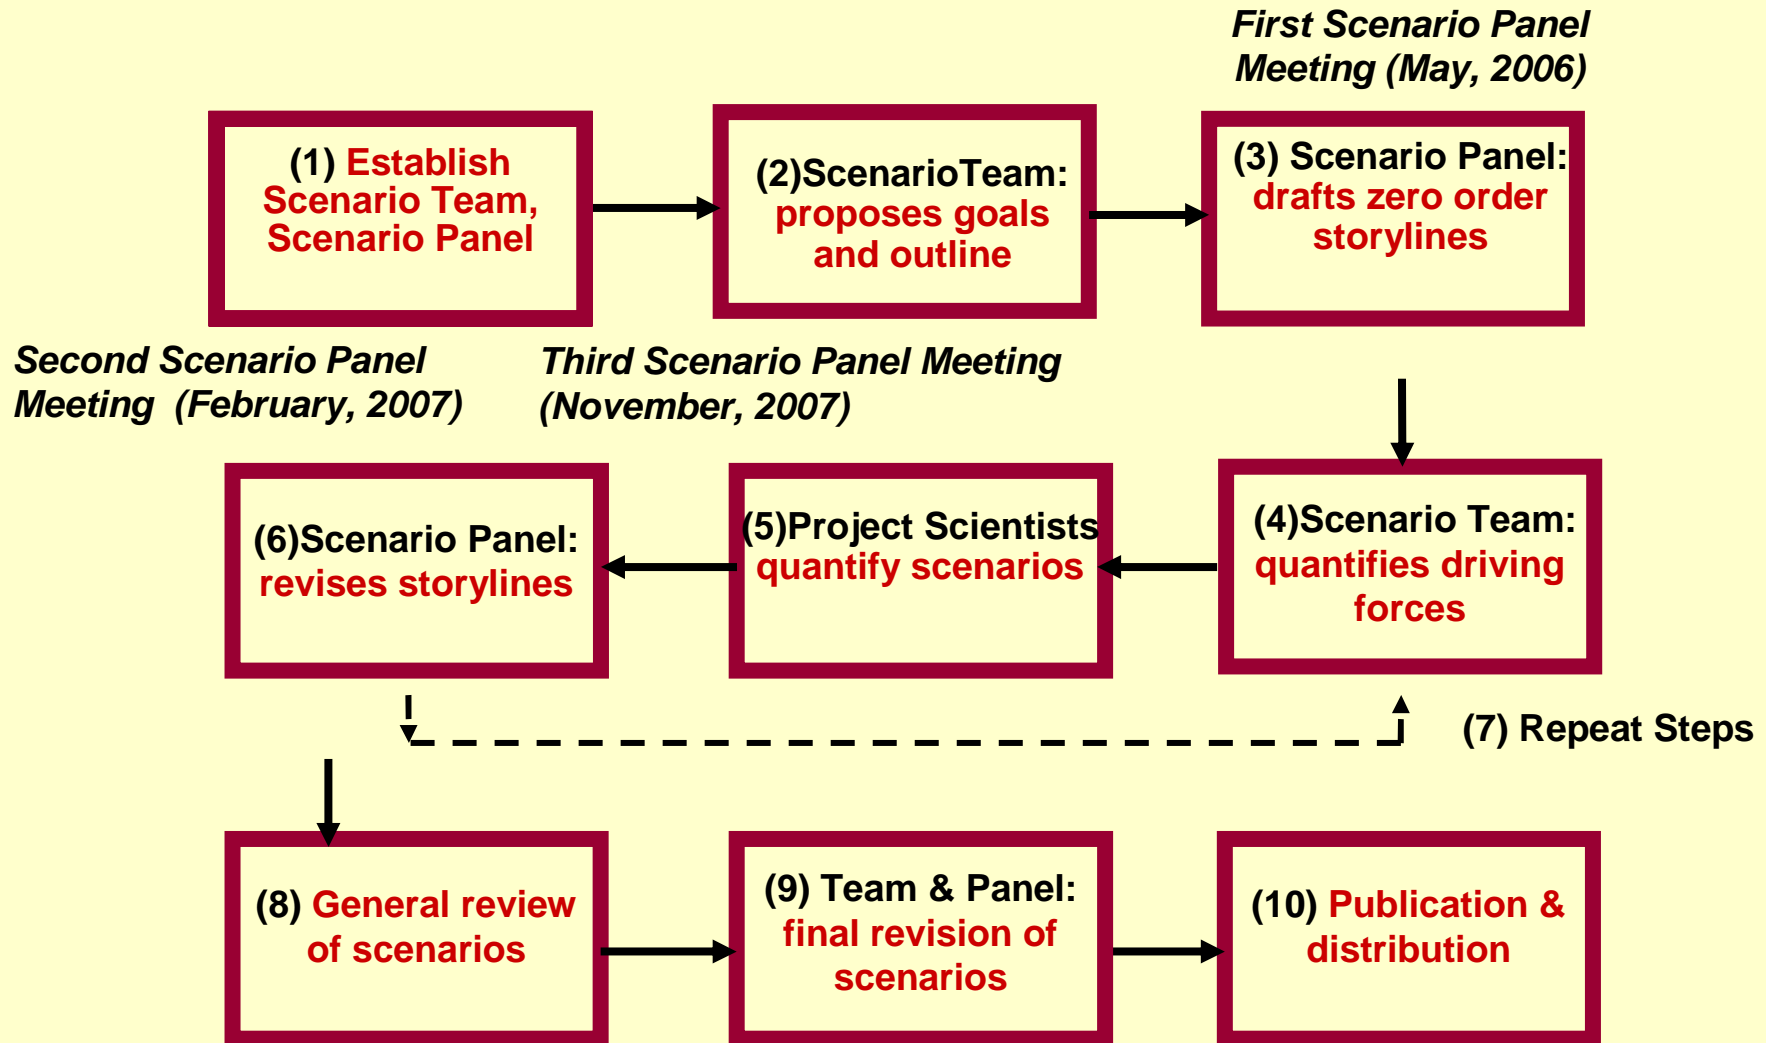 First Scenario Panel
Meeting (May, 2006)
(1) Establish
Scenario Team,
Scenario Panel
(2)ScenarioTeam:
proposes goals
and outline
(3) Scenario Panel:
drafts zero order
storylines
Second Scenario Panel
Meeting (February, 2007)
Third Scenario Panel Meeting
(November, 2007)
(6)Scenario Panel:
revises storylines
(5)Project Scientists
quantify scenarios
(4)Scenario Team:
quantifies driving
forces
(7) Repeat Steps
(8) General review
of scenarios
(9) Team & Panel:
final revision of
scenarios
(10) Publication &
distribution